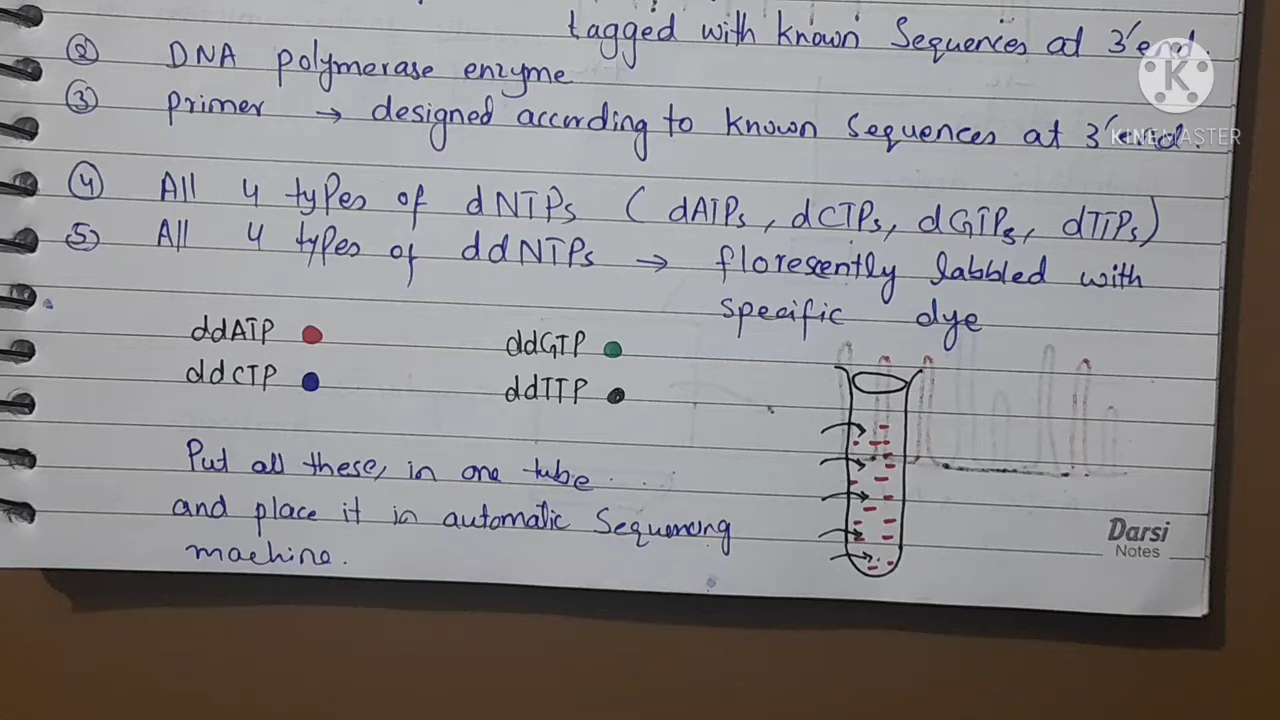 tagged with known Sequences at 3' end.
② DNA polymerase enzyme
③ primer → designed according to known sequences at 3' end.
④ All 4 types of dNTPs ( dATPs, dCTPs, dGTPs, dTTPs)
⑤ All 4 types of ddNTPs → floresently labbled with
specific dye
ddATP
ddGTP
ddCTP
ddTTP
Put all these, in one tube
and place it in automatic Sequencing
machine.
K
KINEMASTER
Darsi
Notes